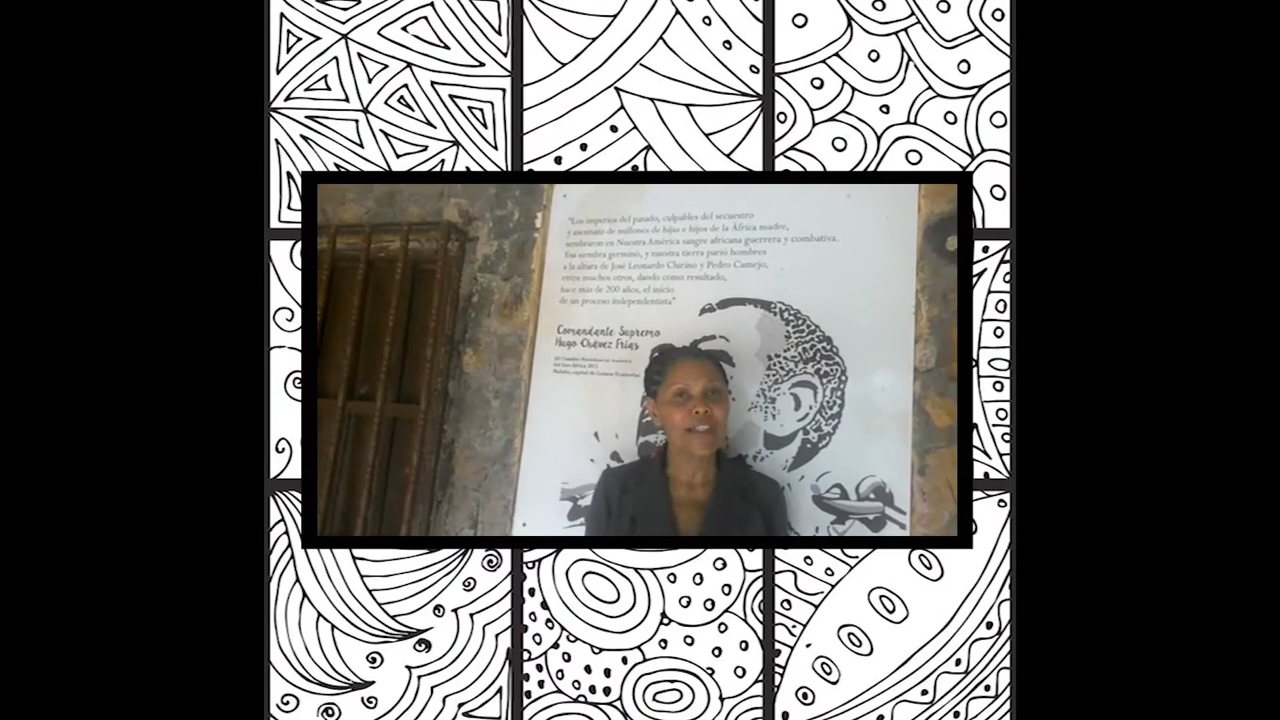 "Los imperios del pasado, culpables del secuestro
y asesinato de millones de hijas e hijos de la África madre,
sembraron en Nuestra América sangre africana guerrera y combativa.
Esa siembra germinó, y nuestra tierra parió hombres
a la altura de José Leonardo Chirino y Pedro Camejo,
entre muchos otros, dando como resultado,
hace más de 200 años, el inicio
de un proceso independentista"
Comandante Supremo
Hugo Chávez Frías